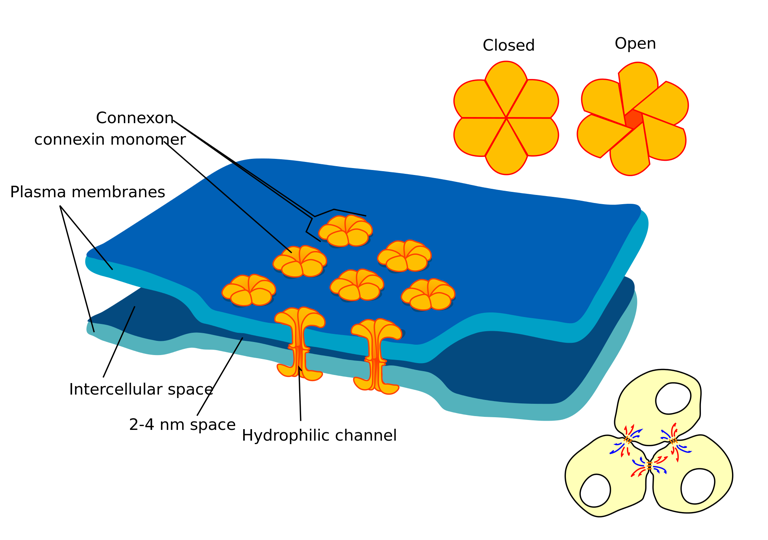 Closed
Open
Connexon
connexin monomer
Plasma membranes
Intercellular space
2-4 nm space
Hydrophilic channel